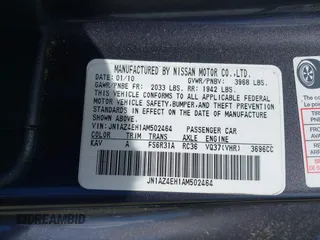 MANUFACTURED BY NISSAN MOTOR CO.,LTD.
DATE: 01/10 GVWR/PNBV: 3968 LBS.
GAWR/PNBE FR: 2033 LBS. RR: 1942 LBS.
THIS VEHICLE CONFORMS TO ALL APPLICABLE FEDERAL
MOTOR VEHICLE SAFETY,BUMPER,AND THEFT PREVENTION
STANDARDS IN EFFECT ON THE DATE OF MANUFACTURE
SHOWN ABOVE.
VIN: JN1AZ4EH1AM502464 PASSENGER CAR
COLOR TRIM TRANS AXLE ENGINE
KAV A FS6R31A RC36 VQ37(VHR) 3696CC
JN1AZ4EH1AM502464
© IDEAUTOBID
The